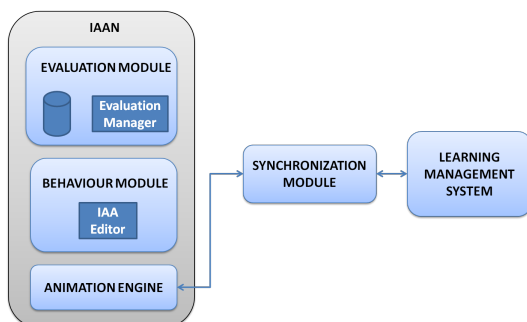 IAAN
EVALUATION MODULE
Evaluation
Manager
BEHAVIOUR MODULE
IAA
Editor
ANIMATION ENGINE
SYNCHRONIZATION
MODULE
LEARNING
MANAGEMENT
SYSTEM